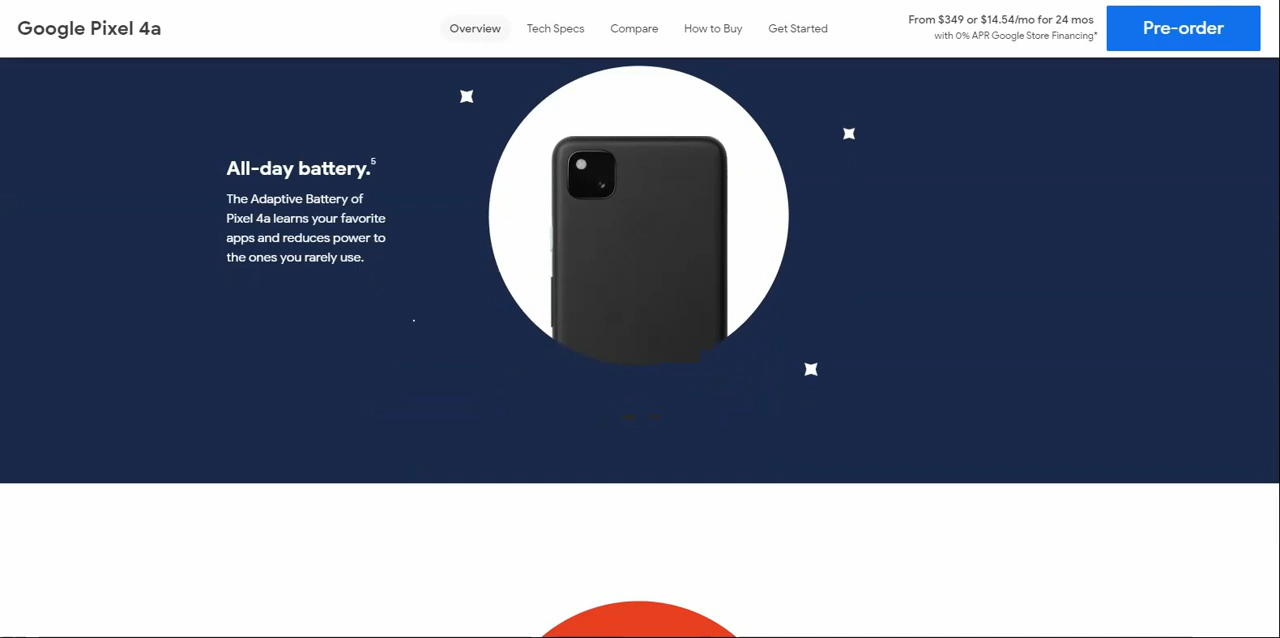 Google Pixel 4a
Overview
Tech Specs
Compare
How to Buy
Get Started
From $349 or $14.54/mo for 24 mos
with 0% APR Google Store Financing*
Pre-order
All-day battery.5
The Adaptive Battery of
Pixel 4a learns your favorite
apps and reduces power to
the ones you rarely use.